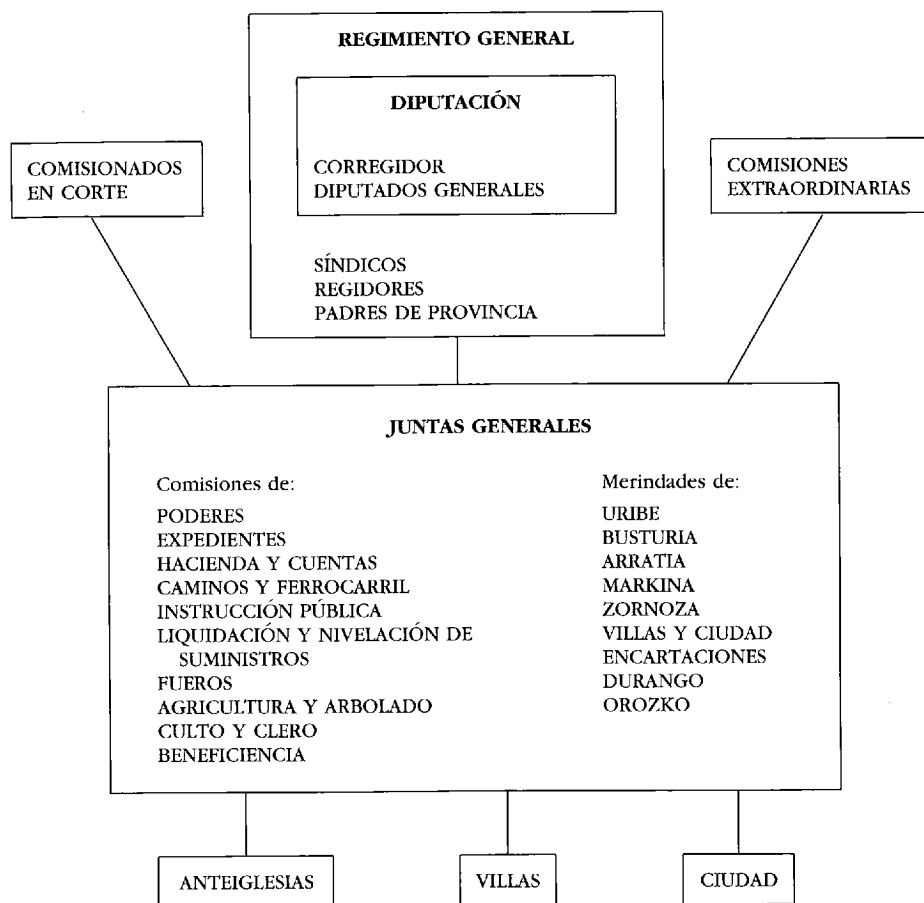 REGIMIENTO GENERAL
DIPUTACIÓN
CORREGIDOR
DIPUTADOS GENERALES
COMISIONADOS
EN CORTE
COMISIONES
EXTRAORDINARIAS
SÍNDICOS
REGIDORES
PADRES DE PROVINCIA
JUNTAS GENERALES
Comisiones de:
PODERES
EXPEDIENTES
HACIENDA Y CUENTAS
CAMINOS Y FERROCARRIL
INSTRUCCIÓN PÚBLICA
LIQUIDACIÓN Y NIVELACIÓN DE
SUMINISTROS
FUEROS
AGRICULTURA Y ARBOLADO
CULTO Y CLERO
BENEFICIENCIA
Merindades de:
URIBE
BUSTURIA
ARRATIA
MARKINA
ZORNOZA
VILLAS Y CIUDAD
ENCARTACIONES
DURANGO
OROZKO
ANTEIGLESIAS
VILLAS
CIUDAD